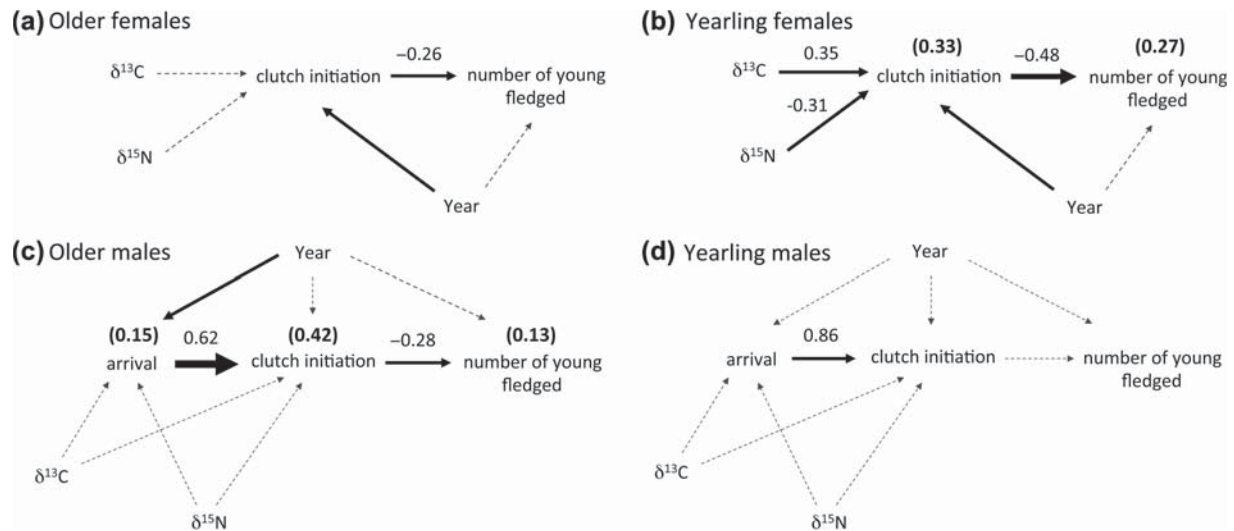 (a) Older females
–0.26
δ¹³C
clutch initiation
number of young
fledged
δ¹⁵N
Year
(b) Yearling females
(0.33)
(0.27)
0.35
–0.48
δ¹³C
clutch initiation
number of young
fledged
-0.31
δ¹⁵N
Year
(c) Older males
Year
(0.15)
0.62
(0.42)
–0.28
(0.13)
arrival
clutch initiation
number of young
fledged
δ¹³C
δ¹⁵N
(d) Yearling males
Year
0.86
arrival
clutch initiation
number of young
fledged
δ¹³C
δ¹⁵N